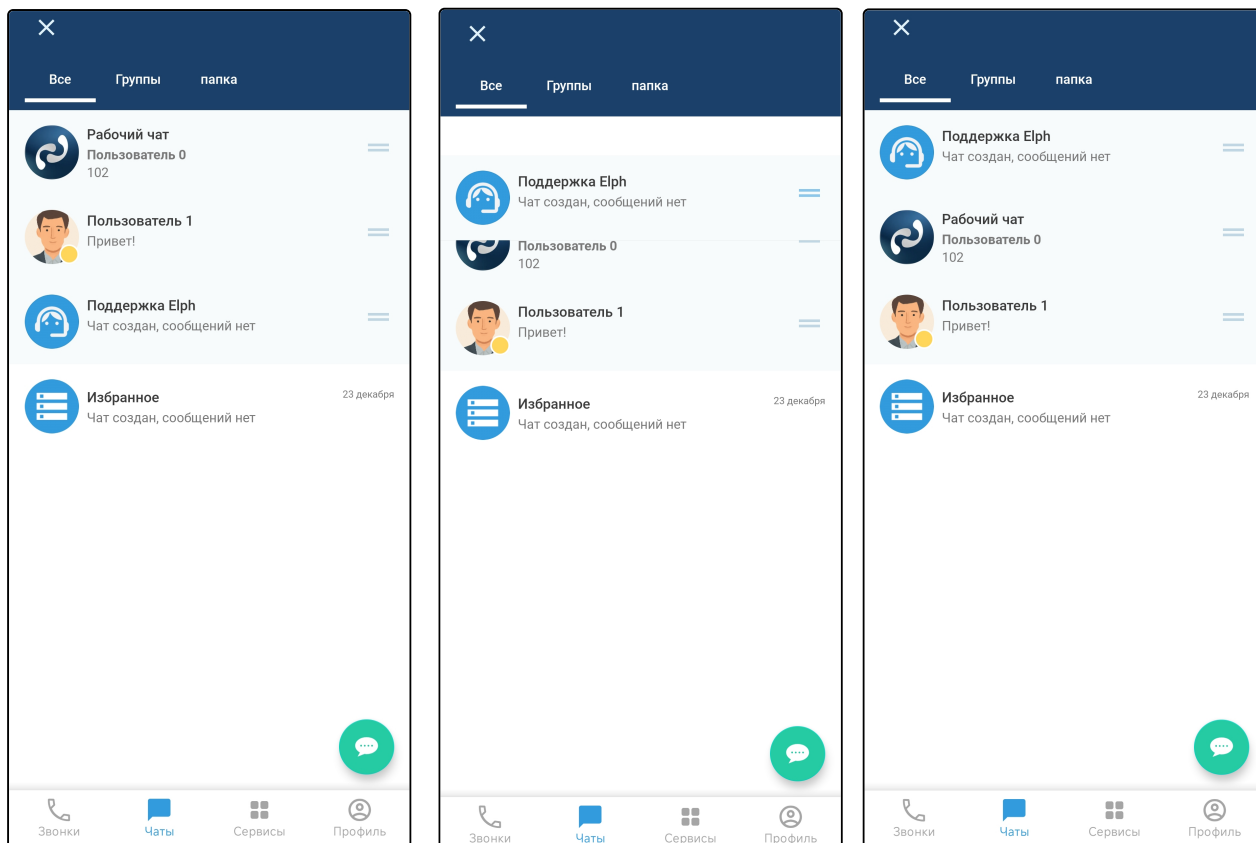 Все Группы папка
Рабочий чат
Пользователь 0
102
Пользователь 1
Привет!
Поддержка Elph
Чат создан, сообщений нет
Избранное 23 декабря
Чат создан, сообщений нет
Звонки Чаты Сервисы Профиль
Все Группы папка
Поддержка Elph
Чат создан, сообщений нет
Пользователь 0
102
Пользователь 1
Привет!
Избранное 23 декабря
Чат создан, сообщений нет
Звонки Чаты Сервисы Профиль
Все Группы папка
Поддержка Elph
Чат создан, сообщений нет
Рабочий чат
Пользователь 0
102
Пользователь 1
Привет!
Избранное 23 декабря
Чат создан, сообщений нет
Звонки Чаты Сервисы Профиль